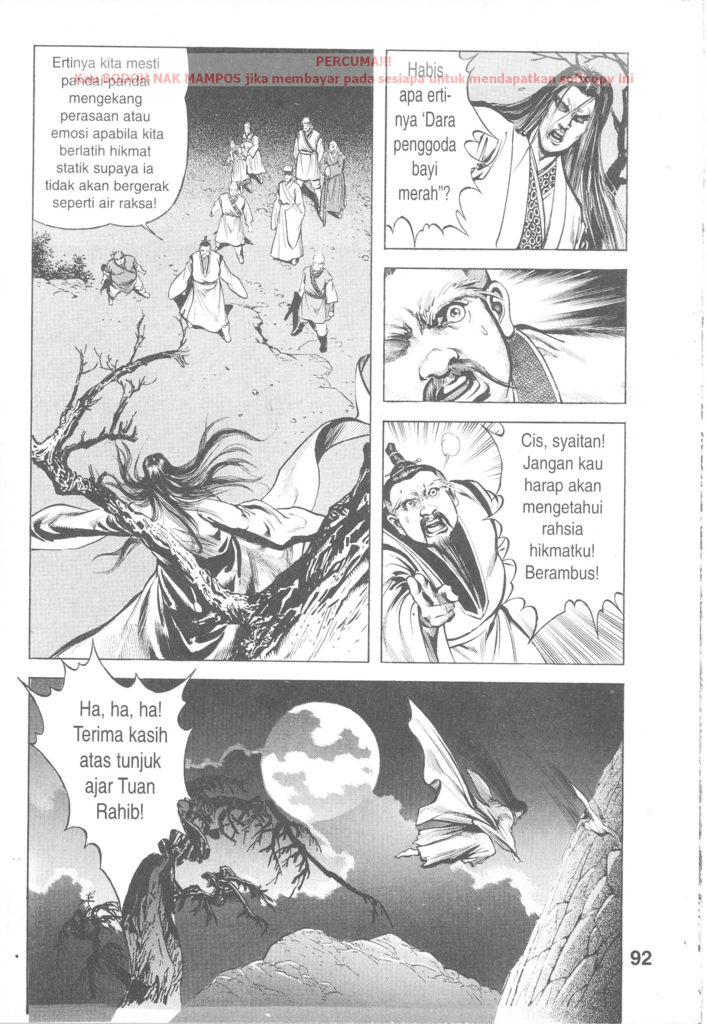 PERCUMA!!!
Kau BODOH NAK MAMPOS jika membayar pada sesiapa untuk mendapatkan softcopy ini
Ertinya kita mesti
pandai-pandai
mengekang
perasaan atau
emosi apabila kita
berlatih hikmat
statik supaya ia
tidak akan bergerak
seperti air raksa!
Habis
apa erti-
nya 'Dara
penggoda
bayi
merah"?
Cis, syaitan!
Jangan kau
harap akan
mengetahui
rahsia
hikmatku!
Berambus!
Ha, ha, ha!
Terima kasih
atas tunjuk
ajar Tuan
Rahib!
92